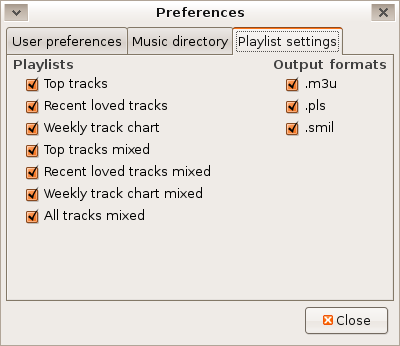 Preferences
User preferences Music directory Playlist settings
Playlists Output formats
Top tracks .m3u
Recent loved tracks .pls
Weekly track chart .smil
Top tracks mixed
Recent loved tracks mixed
Weekly track chart mixed
All tracks mixed
Close